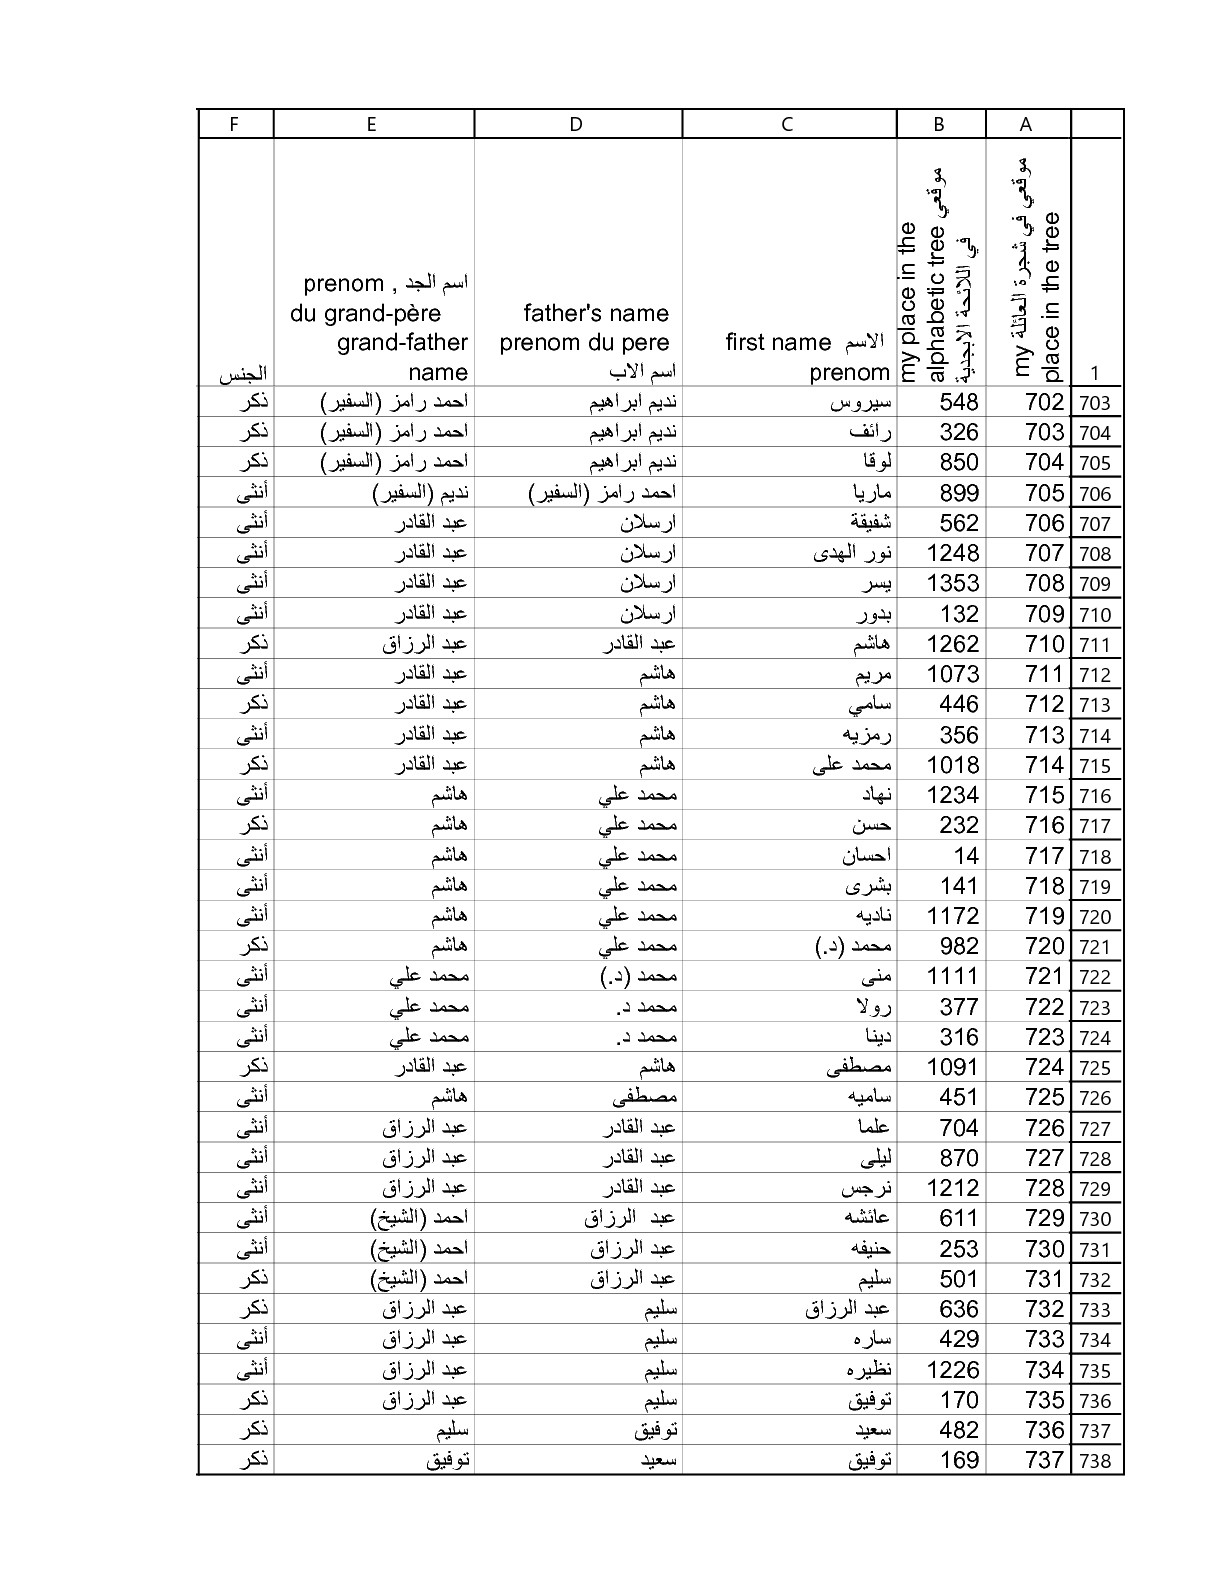 A B C D E F
1 موقعي في شجرة العائلة my place in the tree موقعي my place in the alphabetic tree في اللائحة الابجدية الاسم first name prenom father's name prenom du pere اسم الاب اسم الجد , prenom du grand-père grand-father name الجنس
703 702 548 سيروس نديم ابراهيم احمد رامز (السفير) ذكر
704 703 326 رائف نديم ابراهيم احمد رامز (السفير) ذكر
705 704 850 لوقا نديم ابراهيم احمد رامز (السفير) ذكر
706 705 899 ماريا احمد رامز (السفير) نديم (السفير) أنثى
707 706 562 شفيقة ارسلان عبد القادر أنثى
708 707 1248 نور الهدى ارسلان عبد القادر أنثى
709 708 1353 يسر ارسلان عبد القادر أنثى
710 709 132 بدور ارسلان عبد القادر أنثى
711 710 1262 هاشم عبد القادر عبد الرزاق ذكر
712 711 1073 مريم هاشم عبد القادر أنثى
713 712 446 سامي هاشم عبد القادر ذكر
714 713 356 رمزيه هاشم عبد القادر أنثى
715 714 1018 محمد على هاشم عبد القادر ذكر
716 715 1234 نهاد محمد علي هاشم أنثى
717 716 232 حسن محمد علي هاشم ذكر
718 717 14 احسان محمد علي هاشم أنثى
719 718 141 بشرى محمد علي هاشم أنثى
720 719 1172 ناديه محمد علي هاشم أنثى
721 720 982 محمد (د.) محمد علي هاشم ذكر
722 721 1111 منى محمد (د.) محمد علي أنثى
723 722 377 رولا محمد د. محمد علي أنثى
724 723 316 دينا محمد د. محمد علي أنثى
725 724 1091 مصطفى هاشم عبد القادر ذكر
726 725 451 ساميه مصطفى هاشم أنثى
727 726 704 علما عبد القادر عبد الرزاق أنثى
728 727 870 ليلى عبد القادر عبد الرزاق أنثى
729 728 1212 نرجس عبد القادر عبد الرزاق أنثى
730 729 611 عائشه عبد الرزاق احمد (الشيخ) أنثى
731 730 253 حنيفه عبد الرزاق احمد (الشيخ) أنثى
732 731 501 سليم عبد الرزاق احمد (الشيخ) ذكر
733 732 636 عبد الرزاق سليم عبد الرزاق ذكر
734 733 429 ساره سليم عبد الرزاق أنثى
735 734 1226 نظيره سليم عبد الرزاق أنثى
736 735 170 توفيق سليم عبد الرزاق ذكر
737 736 482 سعيد توفيق سليم ذكر
738 737 169 توفيق سعيد توفيق ذكر